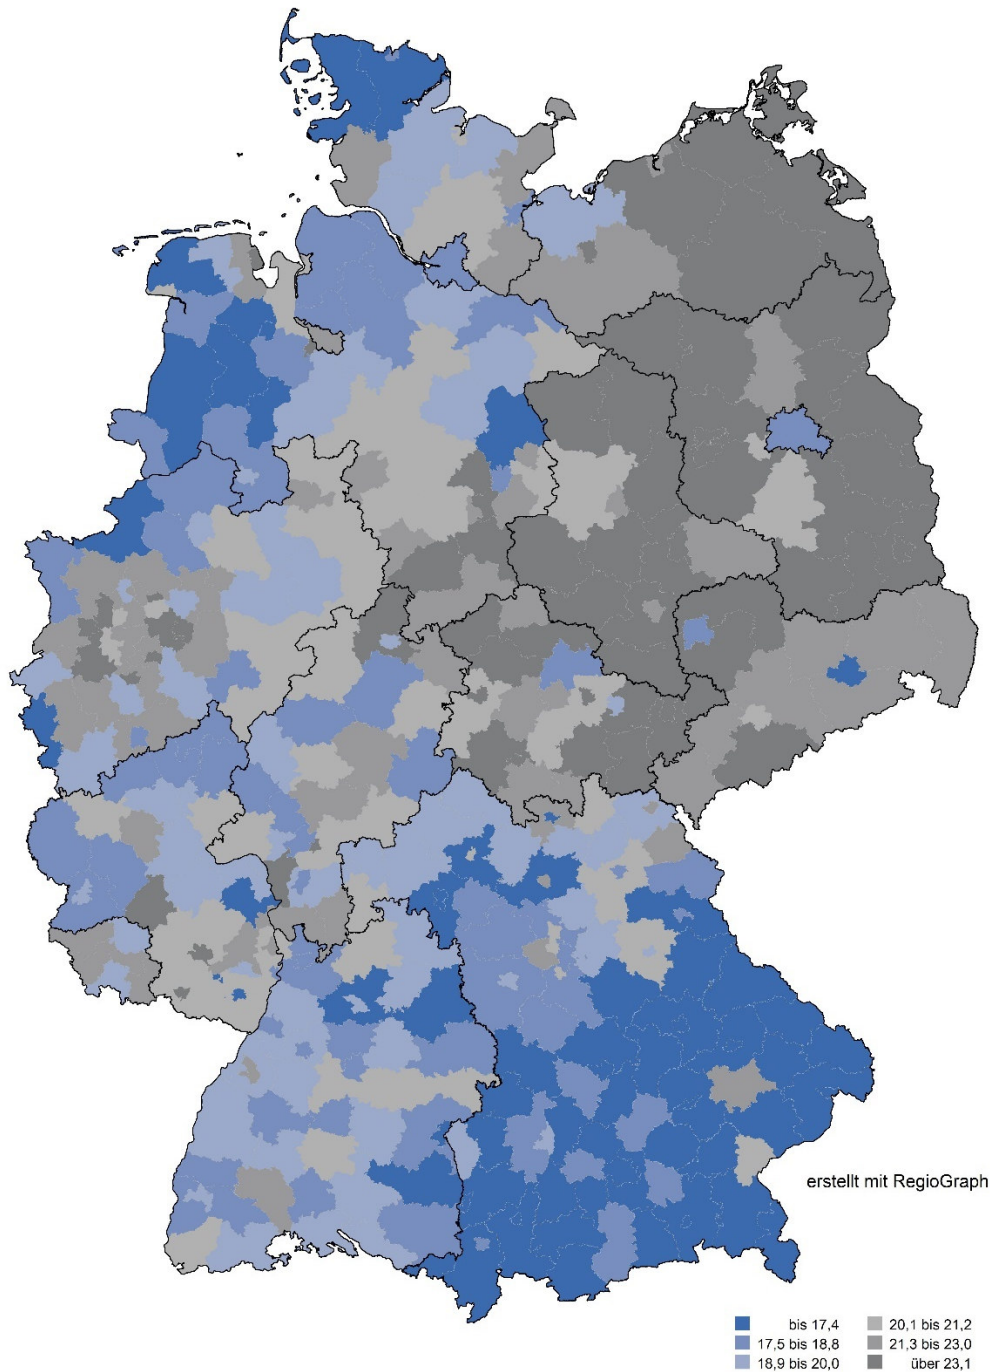 erstellt mit RegioGraph
bis 17,4
17,5 bis 18,8
18,9 bis 20,0
20,1 bis 21,2
21,3 bis 23,0
über 23,1